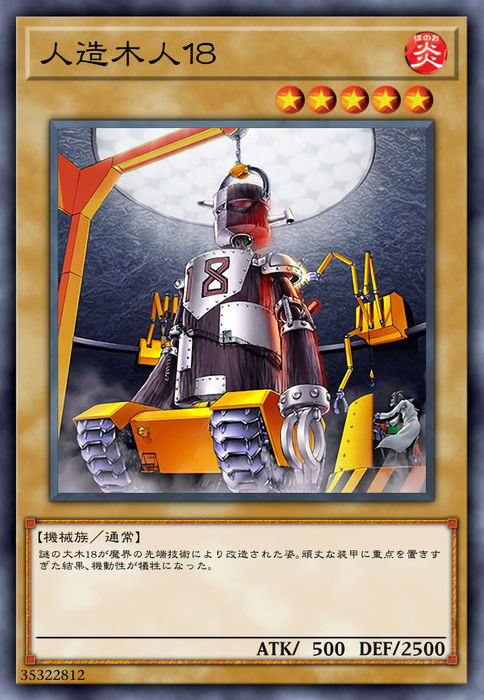 人造木人18
ほのお
炎
18
【機械族／通常】
謎の大木18が魔界の先端技術により改造された姿。頑丈な装甲に重点を置きす
ぎた結果、機動性が犠牲になった。
ATK/ 500 DEF/2500
35322812